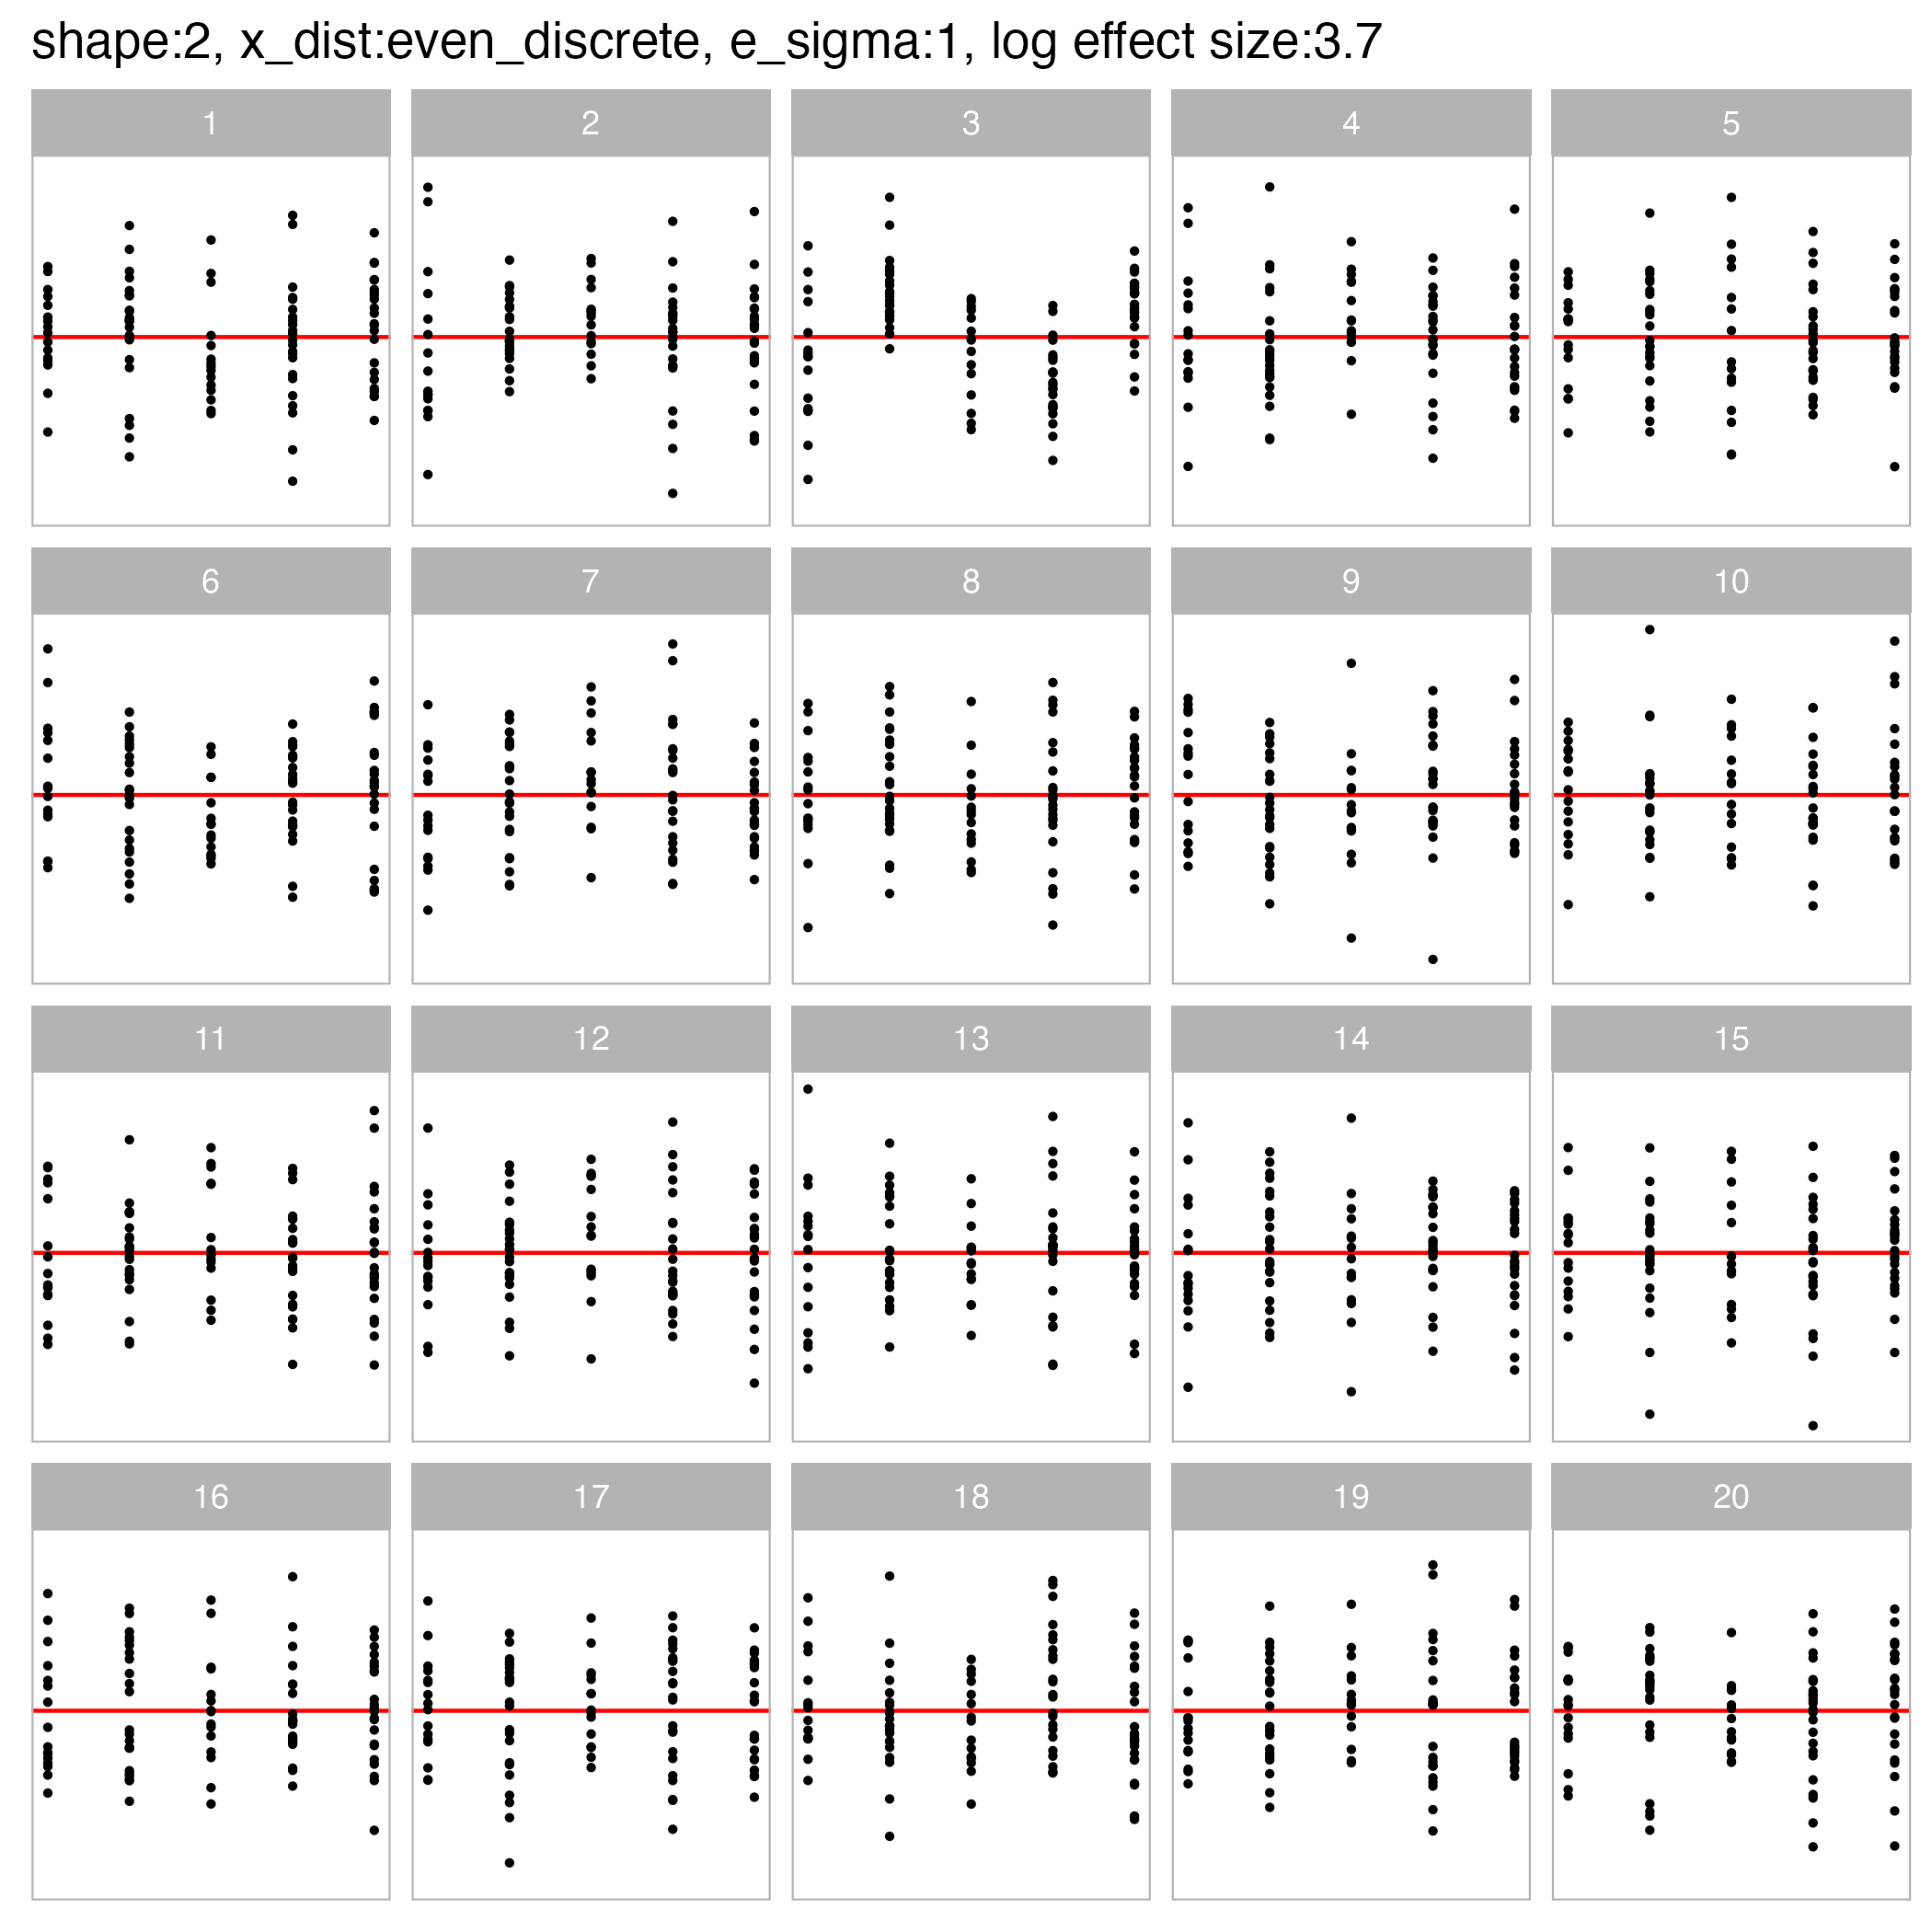 shape:2, x_dist:even_discrete, e_sigma:1, log effect size:3.7
1 2 3 4 5
6 7 8 9 10
11 12 13 14 15
16 17 18 19 20